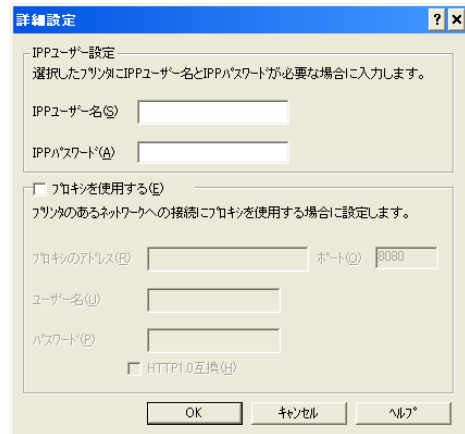 詳細設定
IPPユーザー設定
選択したプリンタにIPPユーザー名とIPPパスワードが必要な場合に入力します。
IPPユーザー名(S)
IPPパスワード(A)
プロキシを使用する(E)
プリンタのあるネットワークへの接続にプロキシを使用する場合に設定します。
プロキシのアドレス(R) ポート(O) 8080
ユーザー名(U)
パスワード(P)
HTTP1.0互換(H)
OK キャンセル ヘルプ